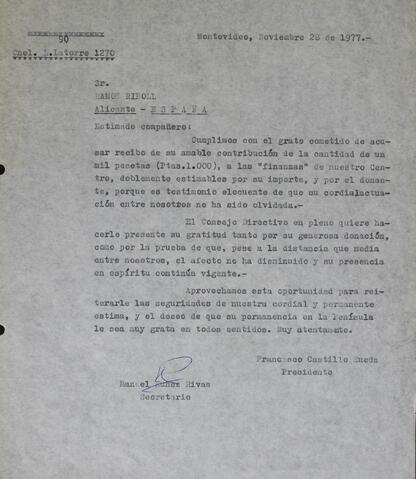 Montevideo, Noviembre 28 de 1977.-
90
Cnel. L.Latorre 1270
Sr.
RAMON RIPOLL
Alicante - E S P A Ñ A
Estimado compañero:
Cumplimos con el grato cometido de acu-
sar recibo de su amable contribución de la cantidad de un
mil pesetas (Ptas.1.000), a las "finanzas" de nuestro Cen-
tro, doblemente estimables por su importe, y por el donan-
te, porque es testimonio elocuente de que su cordialactua-
ción entre nosotros no ha sido olvidada.-
El Consejo Directivo en pleno quiere ha-
cerle presente su gratitud tanto por su generosa donación,
como por la prueba de que, pese a la distancia que media
entre nosotros, el afecto no ha disminuido y su presencia
en espíritu continúa vigente.-
Aprovechamos esta oportunidad para rei-
terarle las seguridades de nuestra cordial y permanente
estima, y el deseo de que su permanencia en la Península
le sea muy grata en todos sentidos. Muy atentamente.
Francisco Castillo Rueda
Presidente
Manuel Nuñez Rivas
Secretario